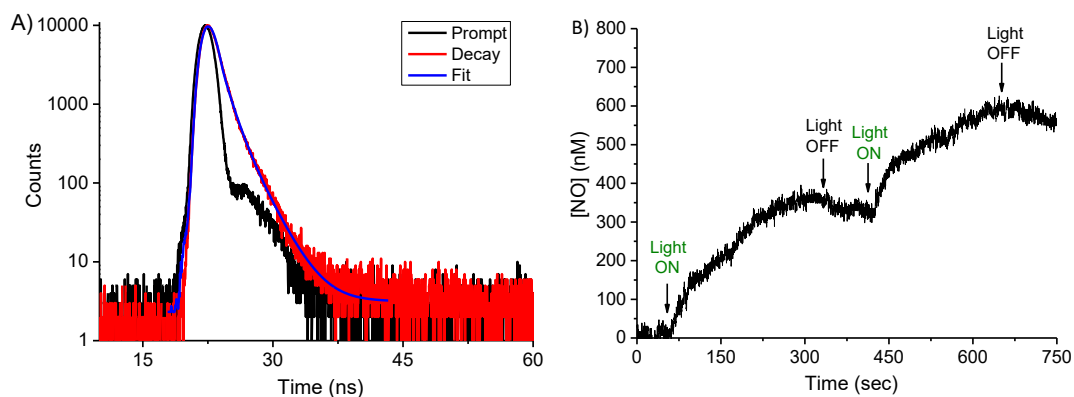 A)
Prompt
Decay
Fit
10000
1000
100
10
1
Counts
15
30
45
60
Time (ns)
B)
800
700
600
500
400
300
200
100
0
[NO] (nM)
Light
ON
Light
OFF
Light
ON
Light
OFF
0
150
300
450
600
750
Time (sec)